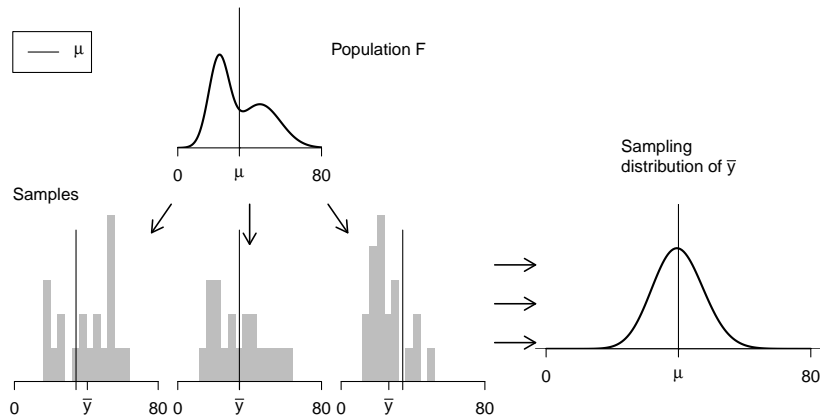 μ
Population F
0 μ 80
Sampling
distribution of ȳ
Samples
0 ȳ 80
0 ȳ 80
0 ȳ 80
0 μ 80